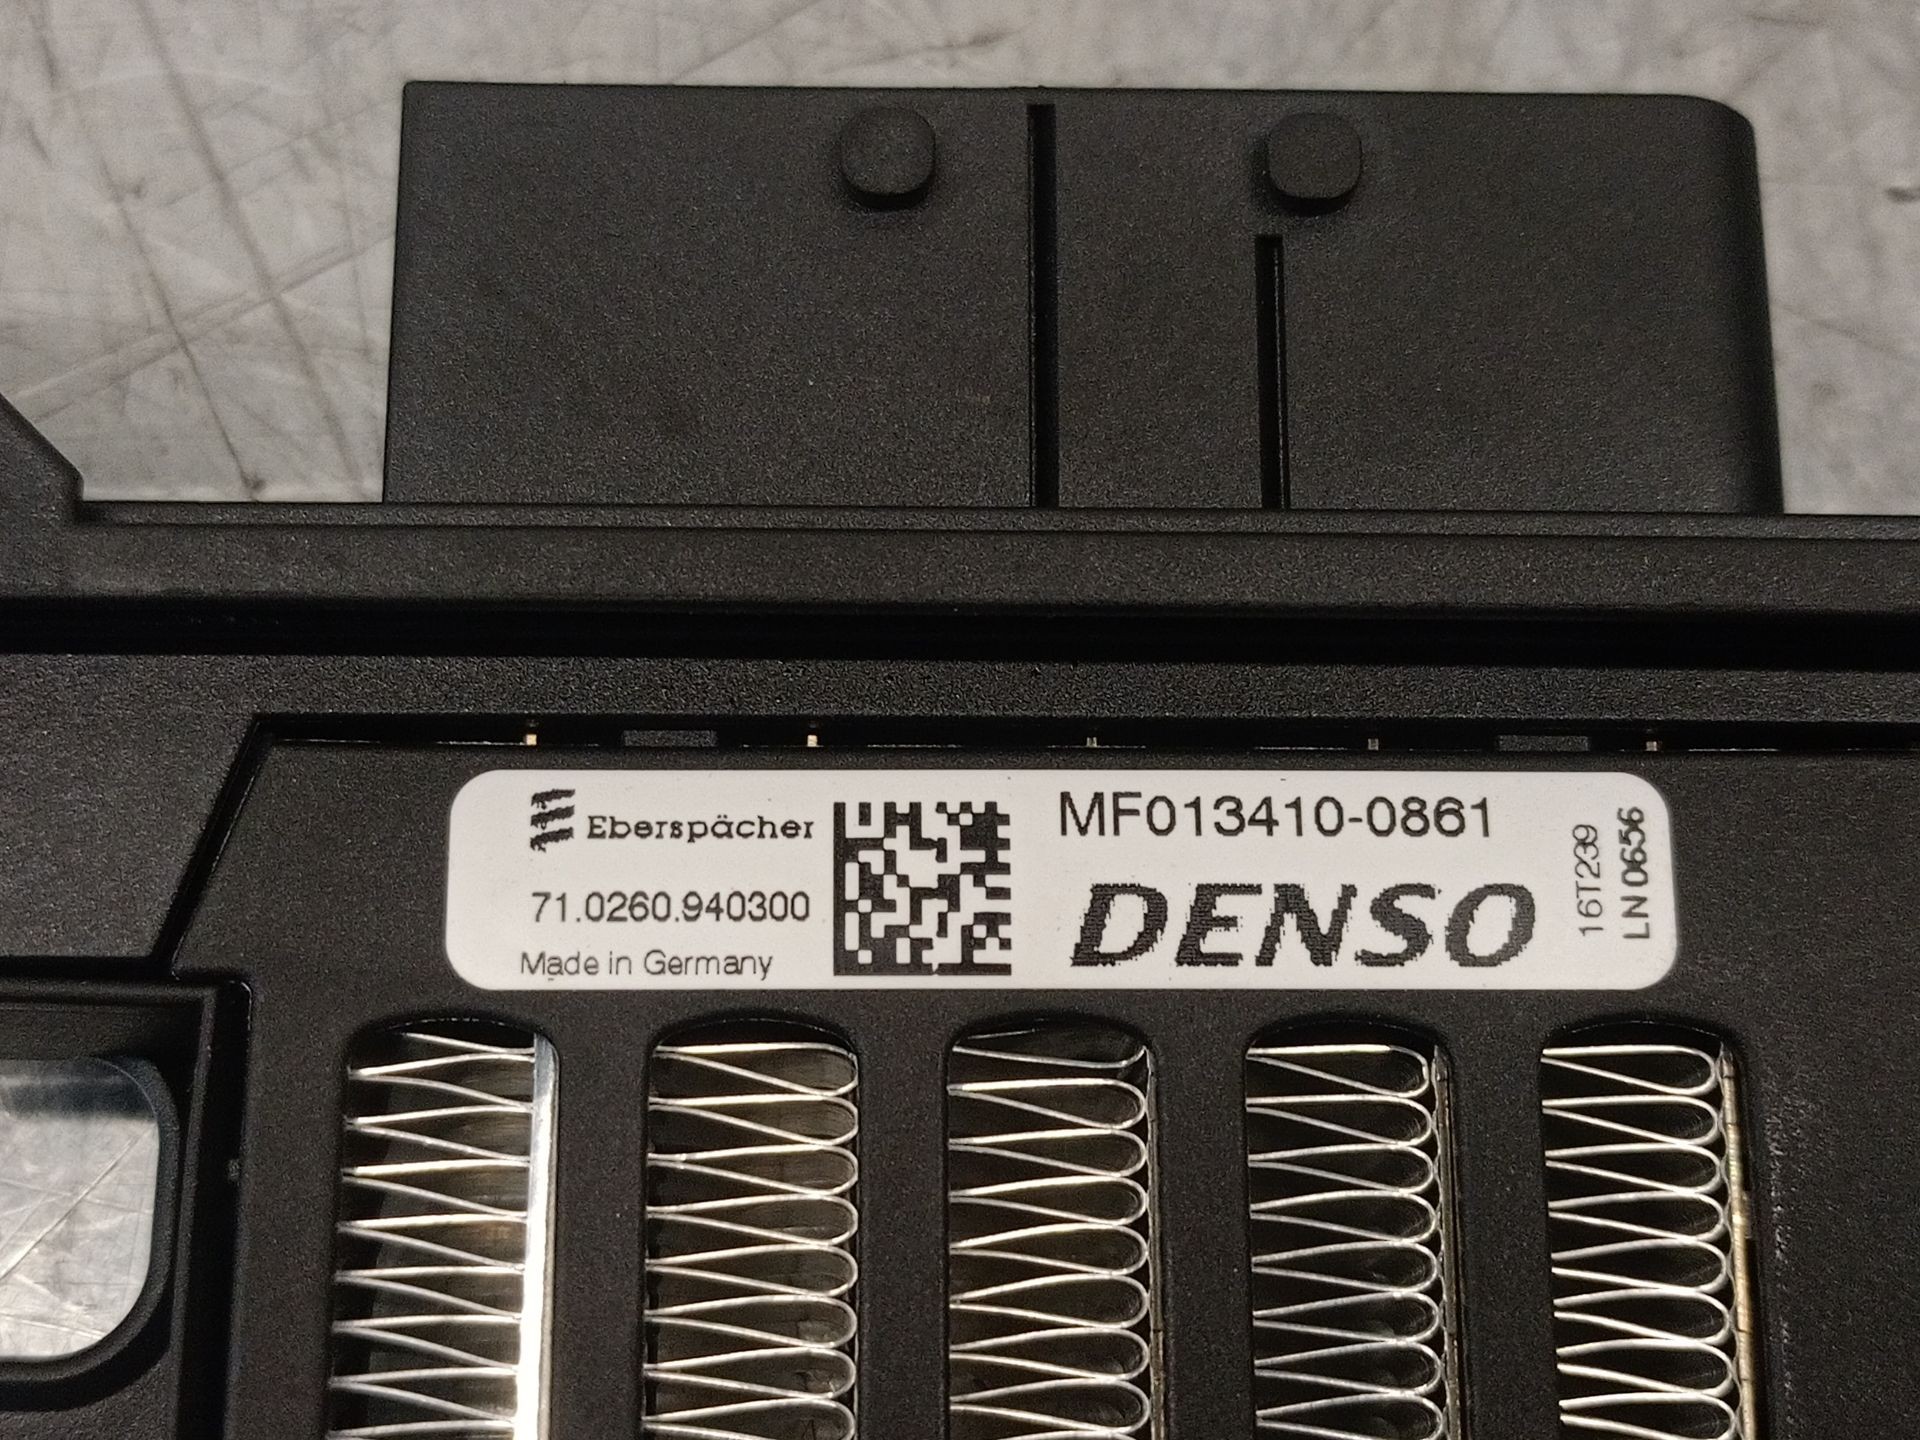 Eberspächer
71.0260.940300
Made in Germany
MF013410-0861
DENSO
16T239
LN 0656